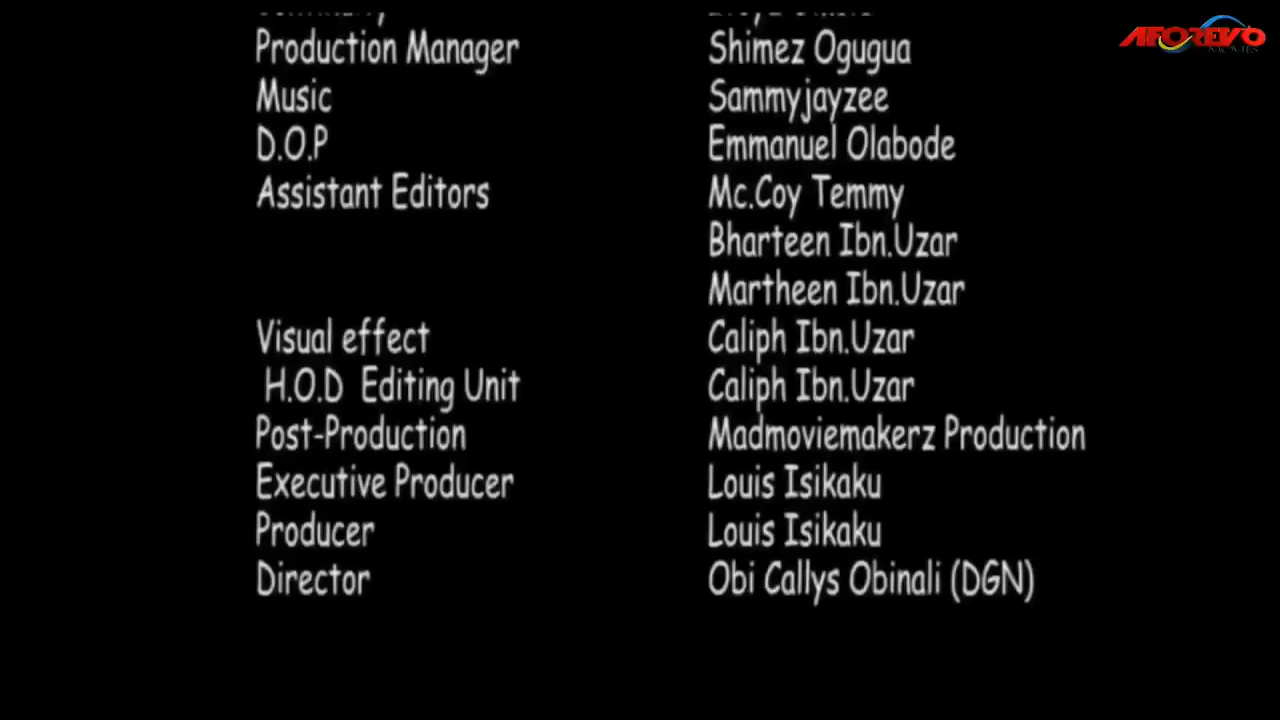 Production Manager Shimez Ogugua
Music Sammyjayzee
D.O.P Emmanuel Olabode
Assistant Editors Mc.Coy Temmy
Bharteen Ibn.Uzar
Martheen Ibn.Uzar
Visual effect Caliph Ibn.Uzar
H.O.D Editing Unit Caliph Ibn.Uzar
Post-Production Madmoviemakerz Production
Executive Producer Louis Isikaku
Producer Louis Isikaku
Director Obi Callys Obinali (DGN)
AFOREVO
MOVIES